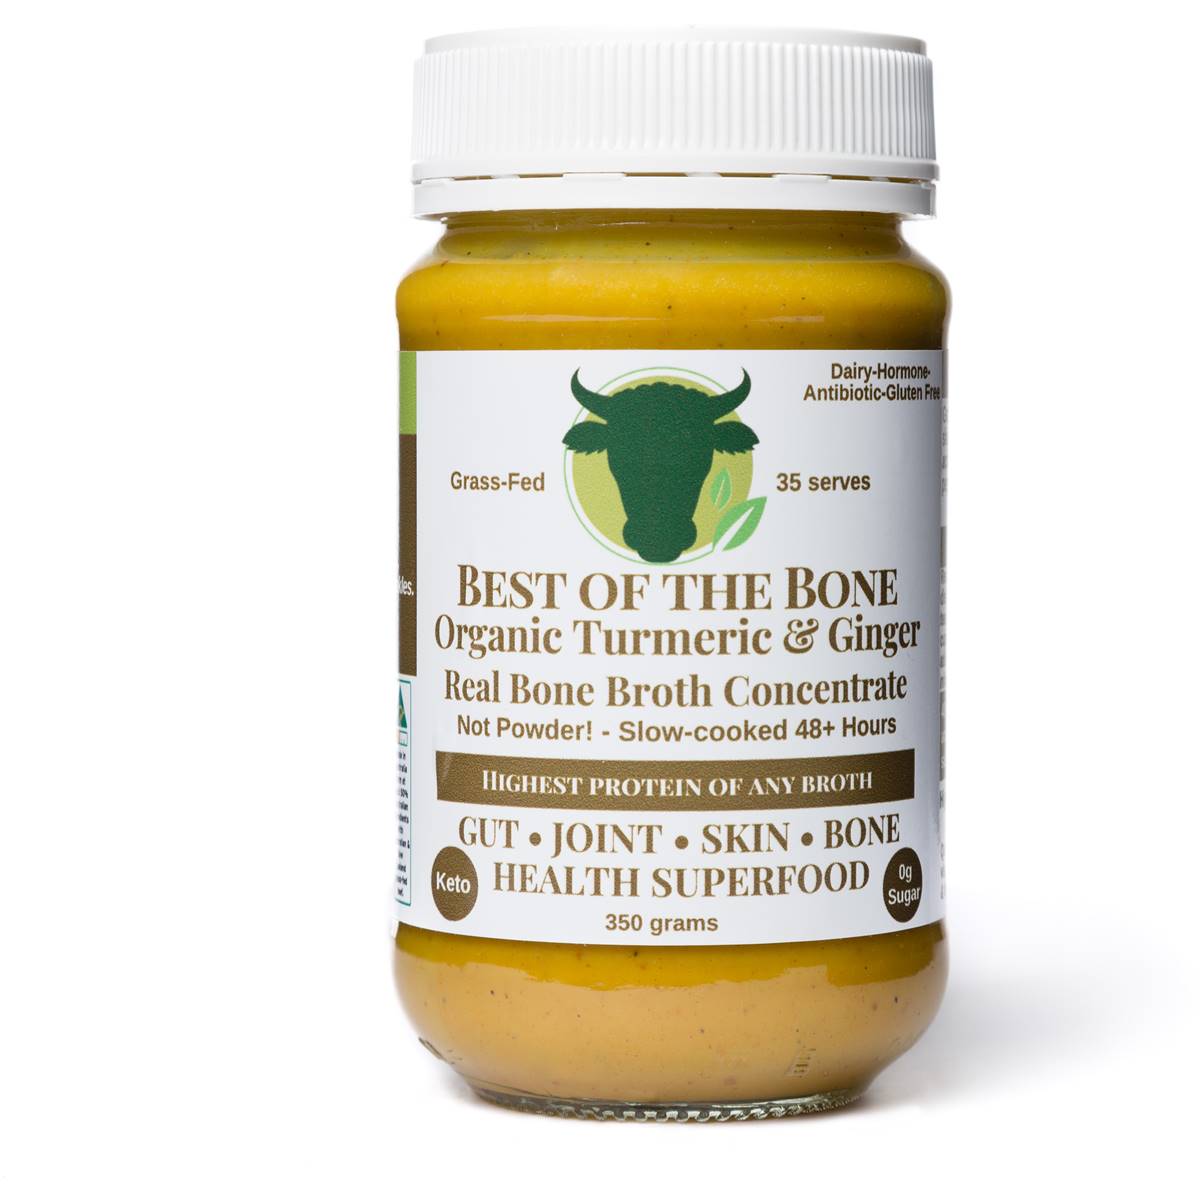 Dairy-Hormone-
Antibiotic-Gluten Free
Grass-Fed
35 serves
BEST OF THE BONE
Organic Turmeric & Ginger
Real Bone Broth Concentrate
Not Powder! - Slow-cooked 48+ Hours
HIGHEST PROTEIN OF ANY BROTH
GUT • JOINT • SKIN • BONE
HEALTH SUPERFOOD
Keto
0g
Sugar
350 grams